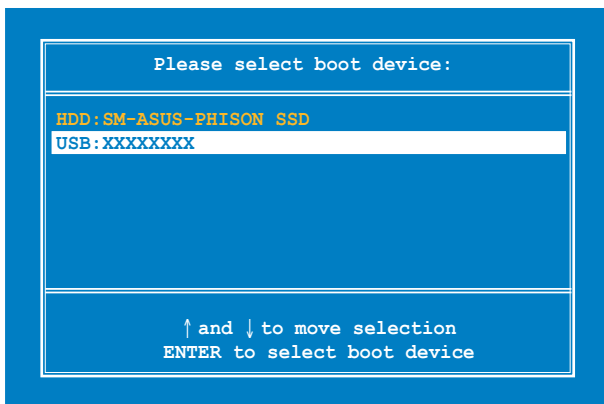 Please select boot device:
HDD:SM-ASUS-PHISON SSD
USB:XXXXXXXX
↑ and ↓ to move selection
ENTER to select boot device